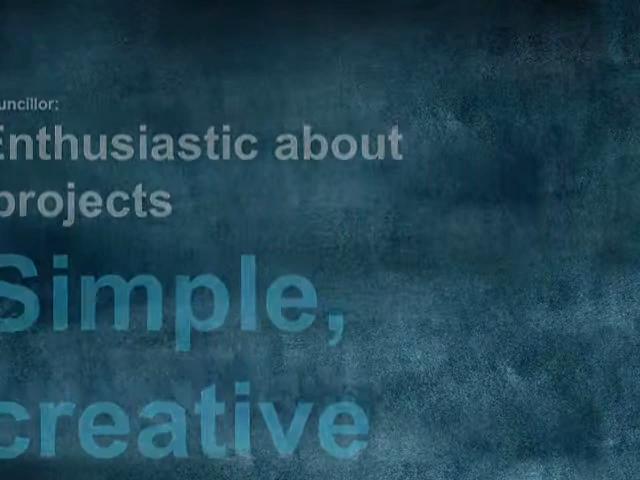 uncillor:
Enthusiastic about
projects
Simple,
creative